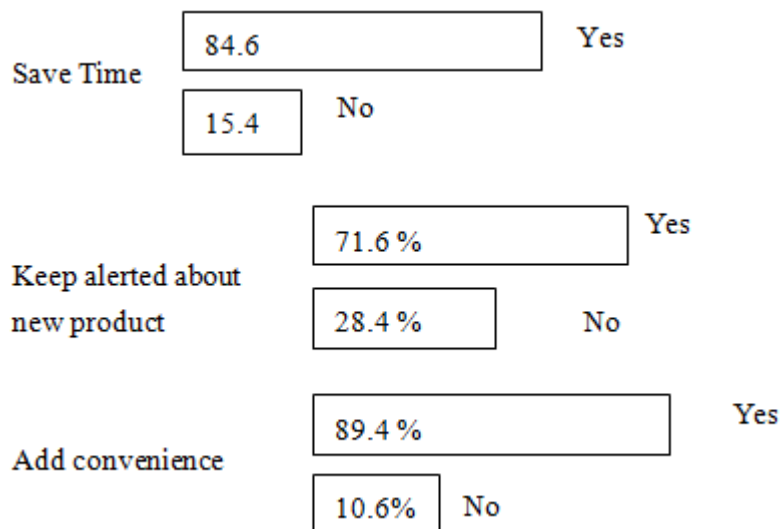 84.6 Yes
Save Time
15.4 No
71.6 % Yes
Keep alerted about
new product
28.4 % No
89.4 % Yes
Add convenience
10.6% No